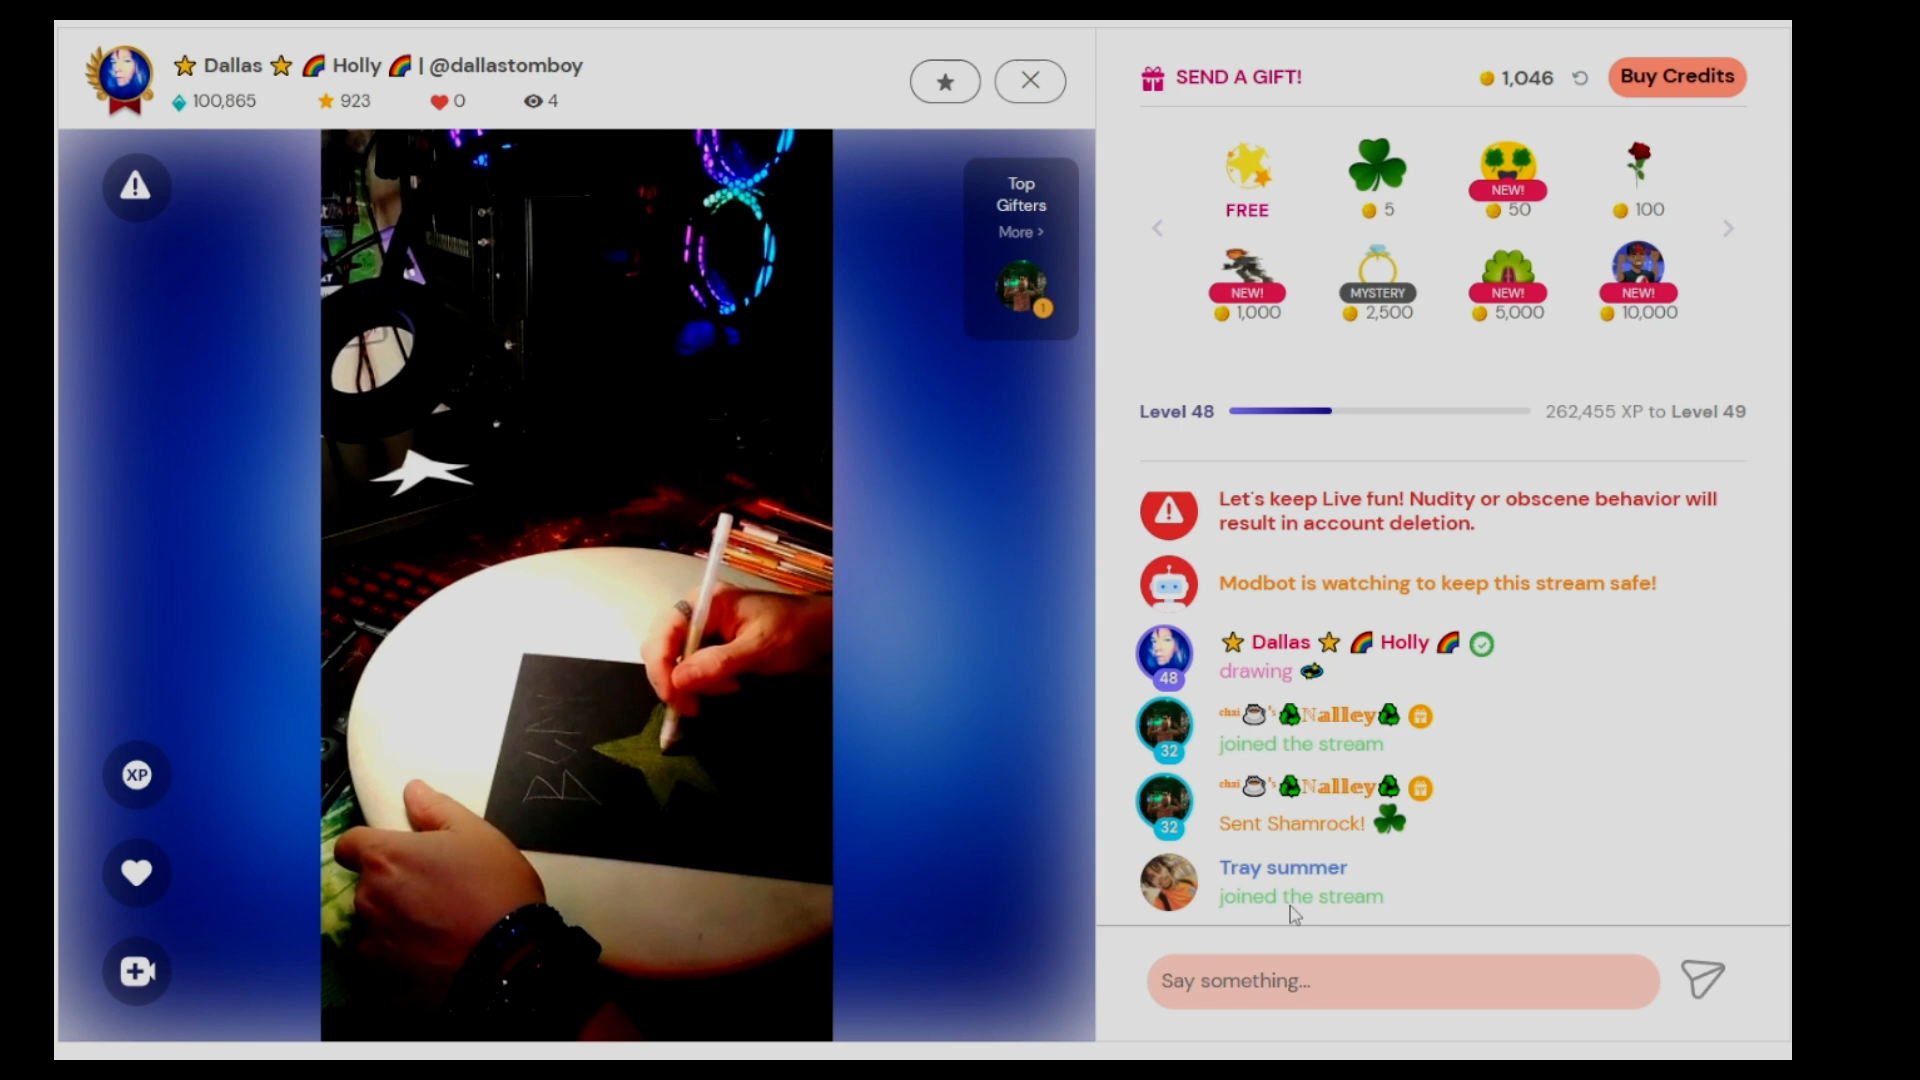 ⭐ Dallas ⭐ 🌈 Holly 🌈 | @dallastomboy
100,865 923 0 4
Top
Gifters
More >
1
XP
SEND A GIFT!
1,046
Buy Credits
FREE
5
NEW!
50
100
NEW!
1,000
MYSTERY
2,500
NEW!
5,000
NEW!
10,000
Level 48
262,455 XP to Level 49
Let's keep Live fun! Nudity or obscene behavior will
result in account deletion.
Modbot is watching to keep this stream safe!
⭐ Dallas ⭐ 🌈 Holly 🌈
48
drawing 💫
chai☕'s♻Nalley♻
joined the stream
32
chai☕'s♻Nalley♻
Sent Shamrock! ☘
32
Tray summer
joined the stream
Say something...